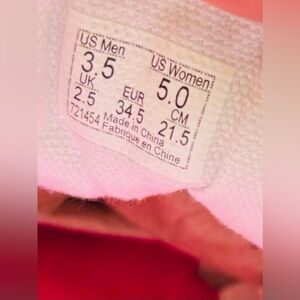 US Men US Women
3.5 5.0
UK EUR CM
2.5 34.5 21.5
721454 Made in China
Fabriqué en Chine